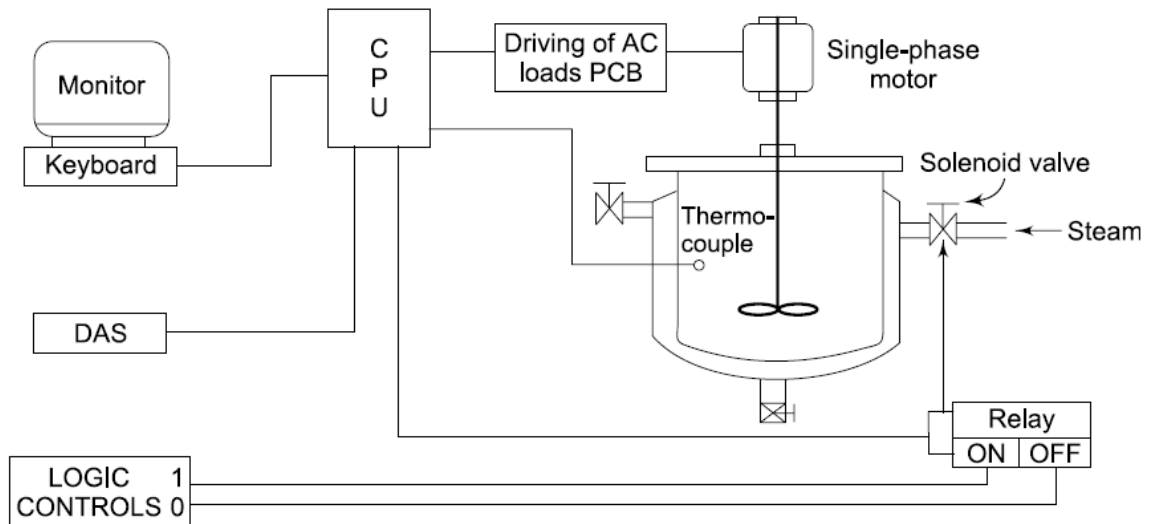 Monitor
Keyboard
C
P
U
Driving of AC
loads PCB
Single-phase
motor
Solenoid valve
Steam
Thermo-
couple
DAS
Relay
ON OFF
LOGIC 1
CONTROLS 0